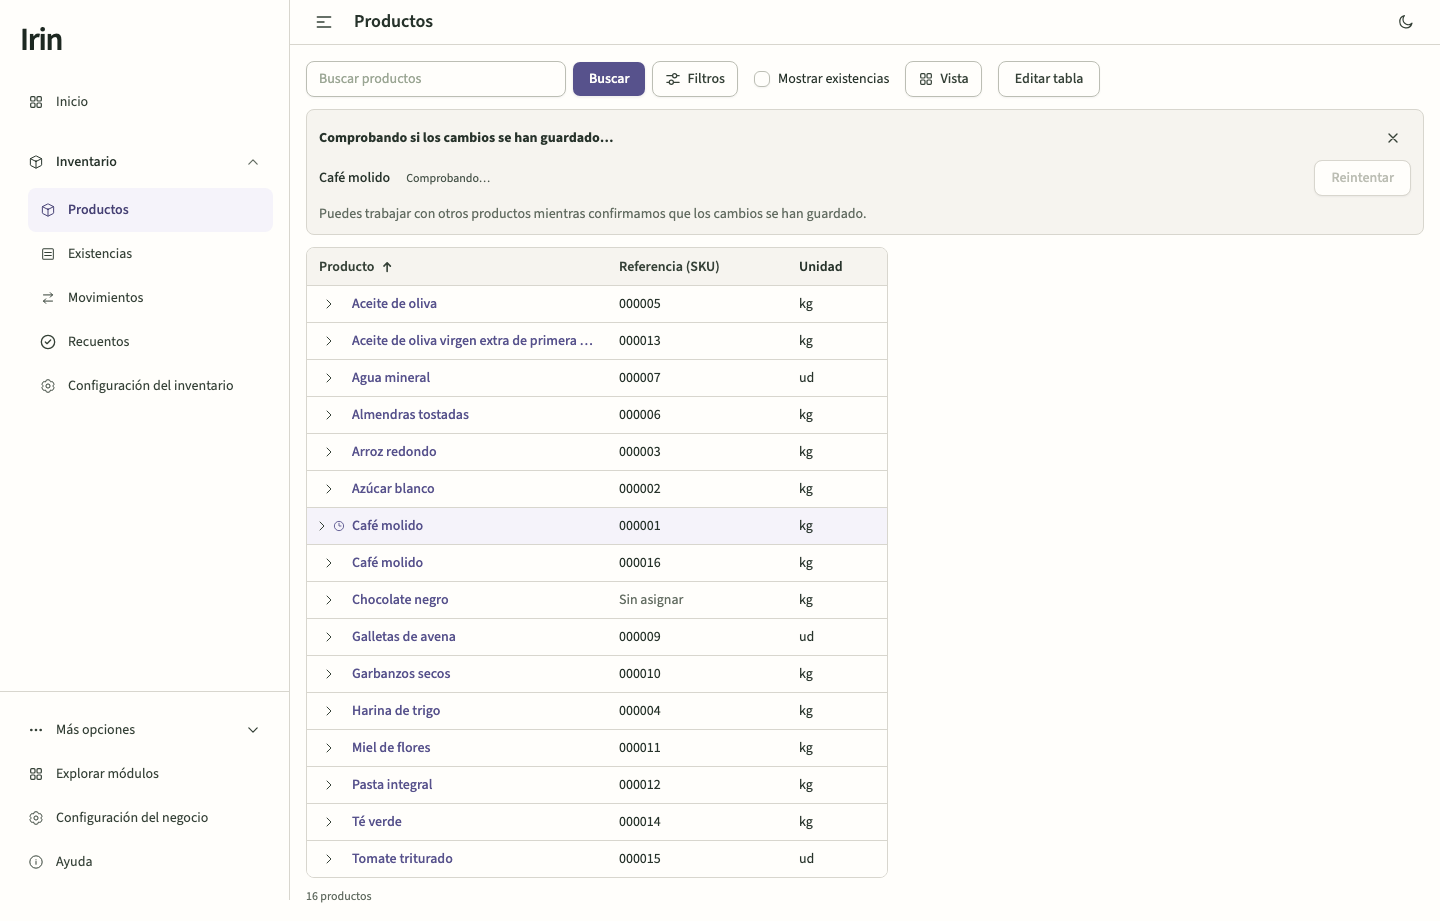 Irin
Productos
Inicio
Inventario
Productos
Existencias
Movimientos
Recuentos
Configuración del inventario
Más opciones
Explorar módulos
Configuración del negocio
Ayuda
Buscar productos Buscar Filtros Mostrar existencias Vista Editar tabla
Comprobando si los cambios se han guardado…
Café molido Comprobando… Reintentar
Puedes trabajar con otros productos mientras confirmamos que los cambios se han guardado.
Producto Referencia (SKU) Unidad
Aceite de oliva 000005 kg
Aceite de oliva virgen extra de primera … 000013 kg
Agua mineral 000007 ud
Almendras tostadas 000006 kg
Arroz redondo 000003 kg
Azúcar blanco 000002 kg
Café molido 000001 kg
Café molido 000016 kg
Chocolate negro Sin asignar kg
Galletas de avena 000009 ud
Garbanzos secos 000010 kg
Harina de trigo 000004 kg
Miel de flores 000011 kg
Pasta integral 000012 kg
Té verde 000014 kg
Tomate triturado 000015 ud
16 productos